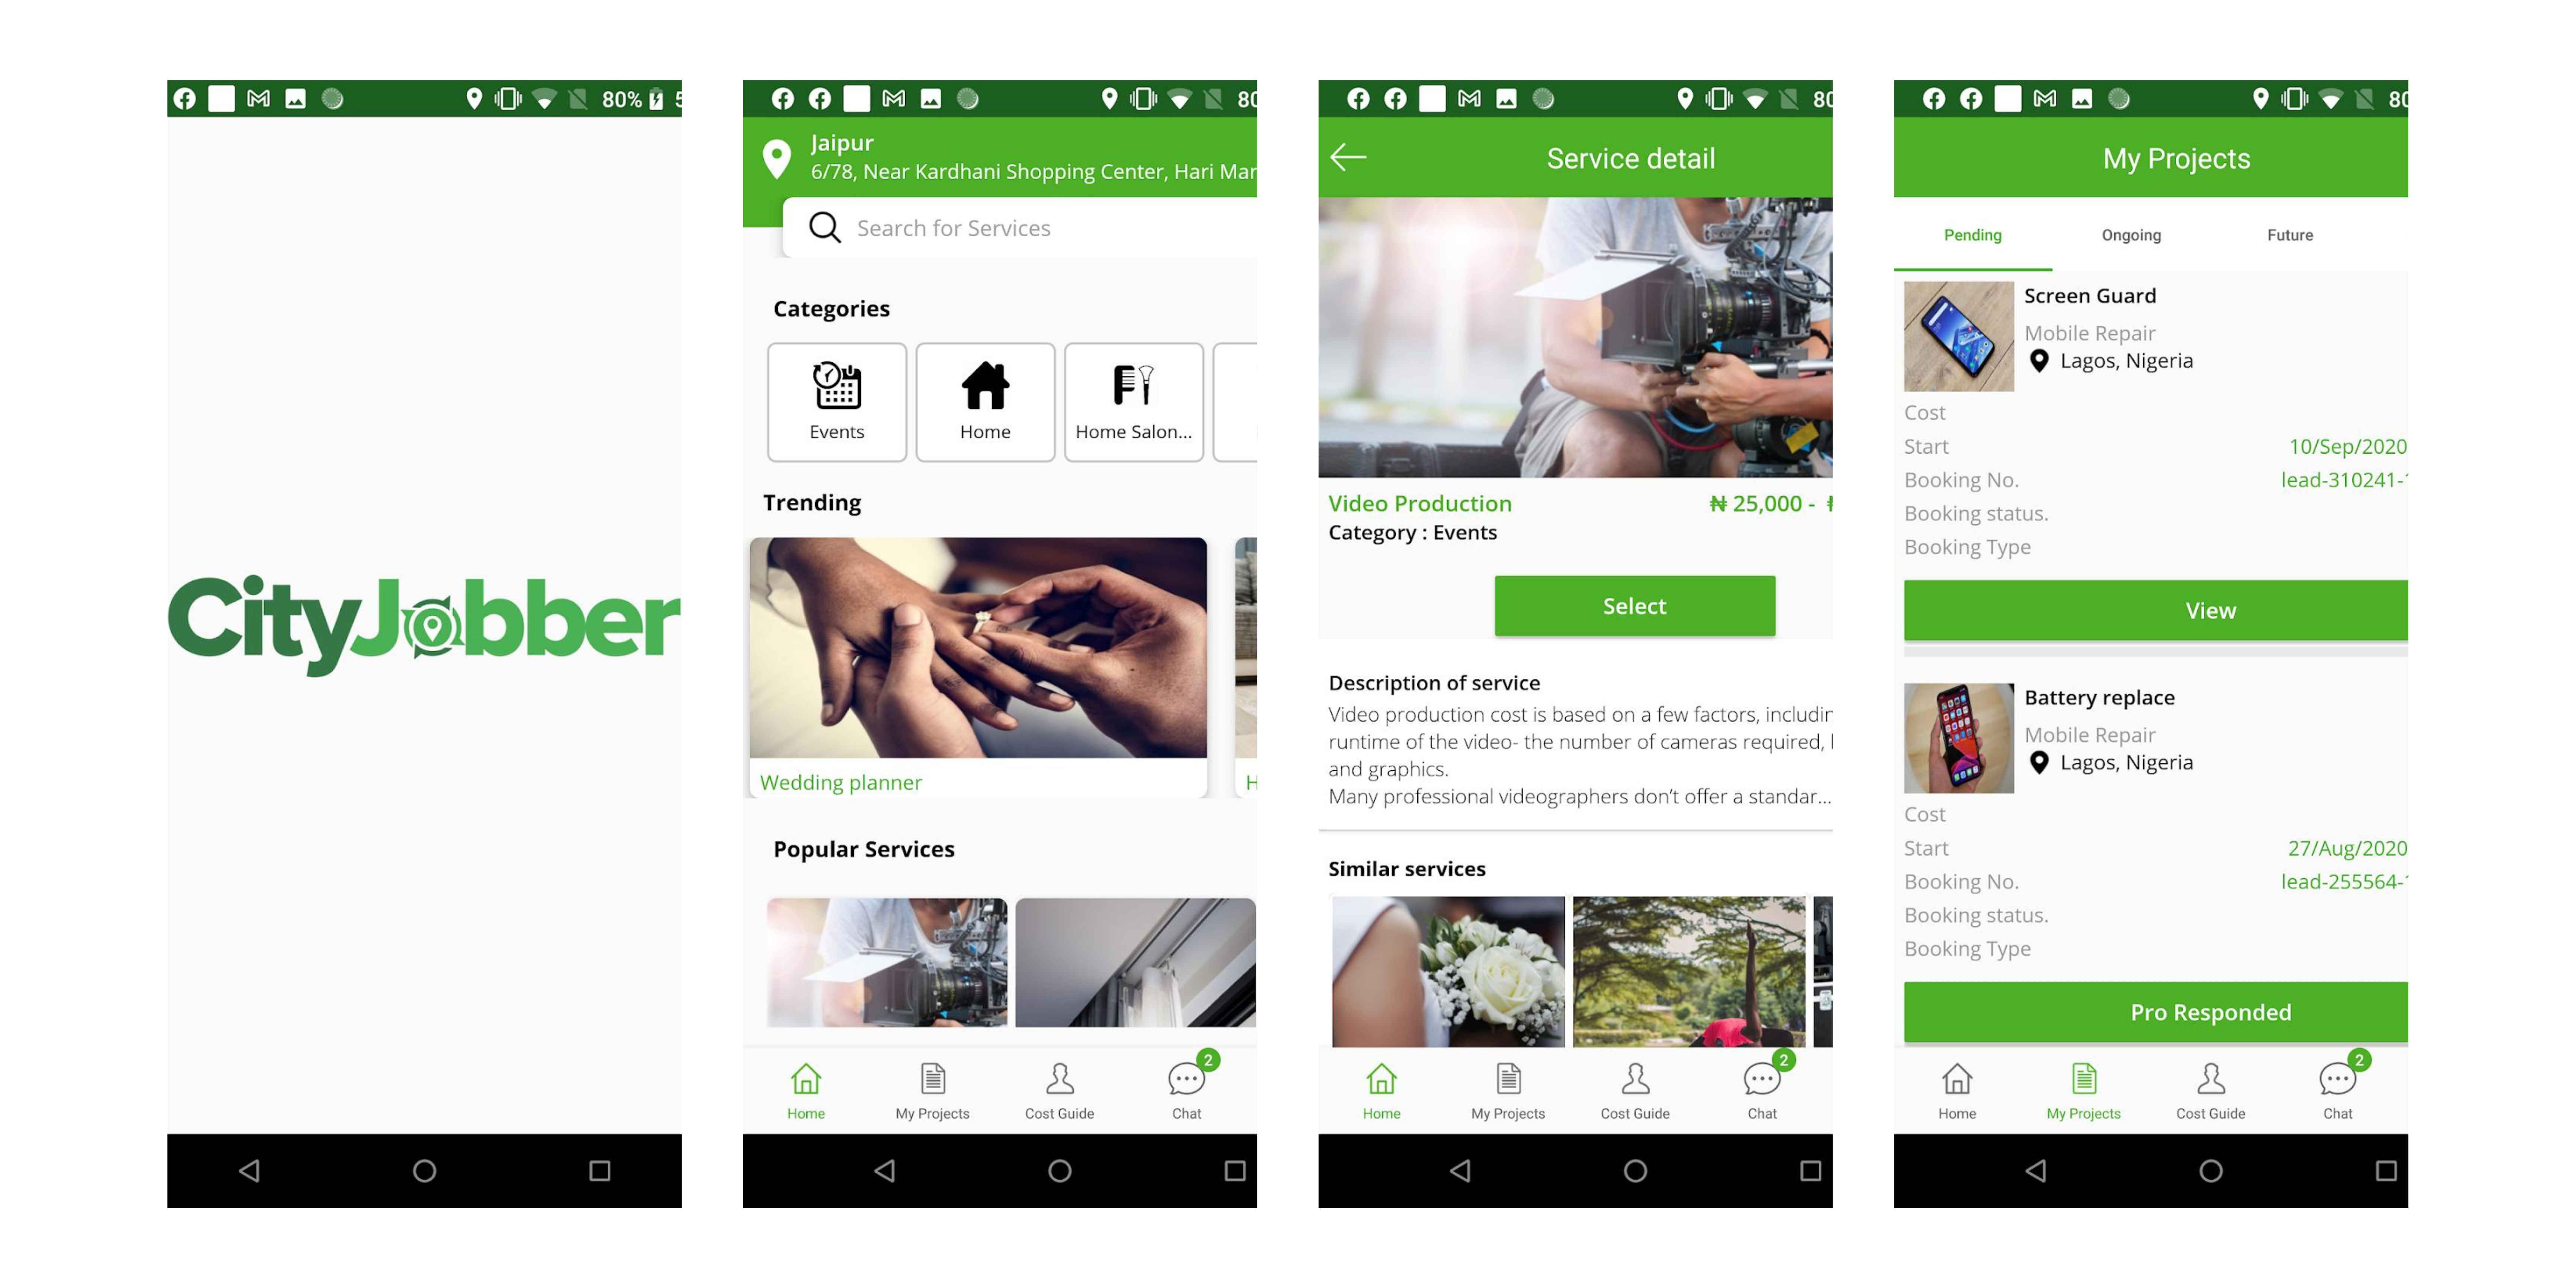 80%
CityJobber
Jaipur
6/78, Near Kardhani Shopping Center, Hari Mar
Search for Services
Categories
Events
Home
Home Salon...
Trending
Wedding planner
H
Popular Services
Home
My Projects
Cost Guide
Chat
2
80
Service detail
Video Production
₦ 25,000 -
Category : Events
Select
Description of service
Video production cost is based on a few factors, includin
runtime of the video- the number of cameras required,
and graphics.
Many professional videographers don't offer a standar...
Similar services
Home
My Projects
Cost Guide
Chat
2
80
My Projects
Pending
Ongoing
Future
Screen Guard
Mobile Repair
Lagos, Nigeria
Cost
Start
10/Sep/2020
Booking No.
lead-310241-
Booking status.
Booking Type
View
Battery replace
Mobile Repair
Lagos, Nigeria
Cost
Start
27/Aug/2020
Booking No.
lead-255564-
Booking status.
Booking Type
Pro Responded
Home
My Projects
Cost Guide
Chat
2